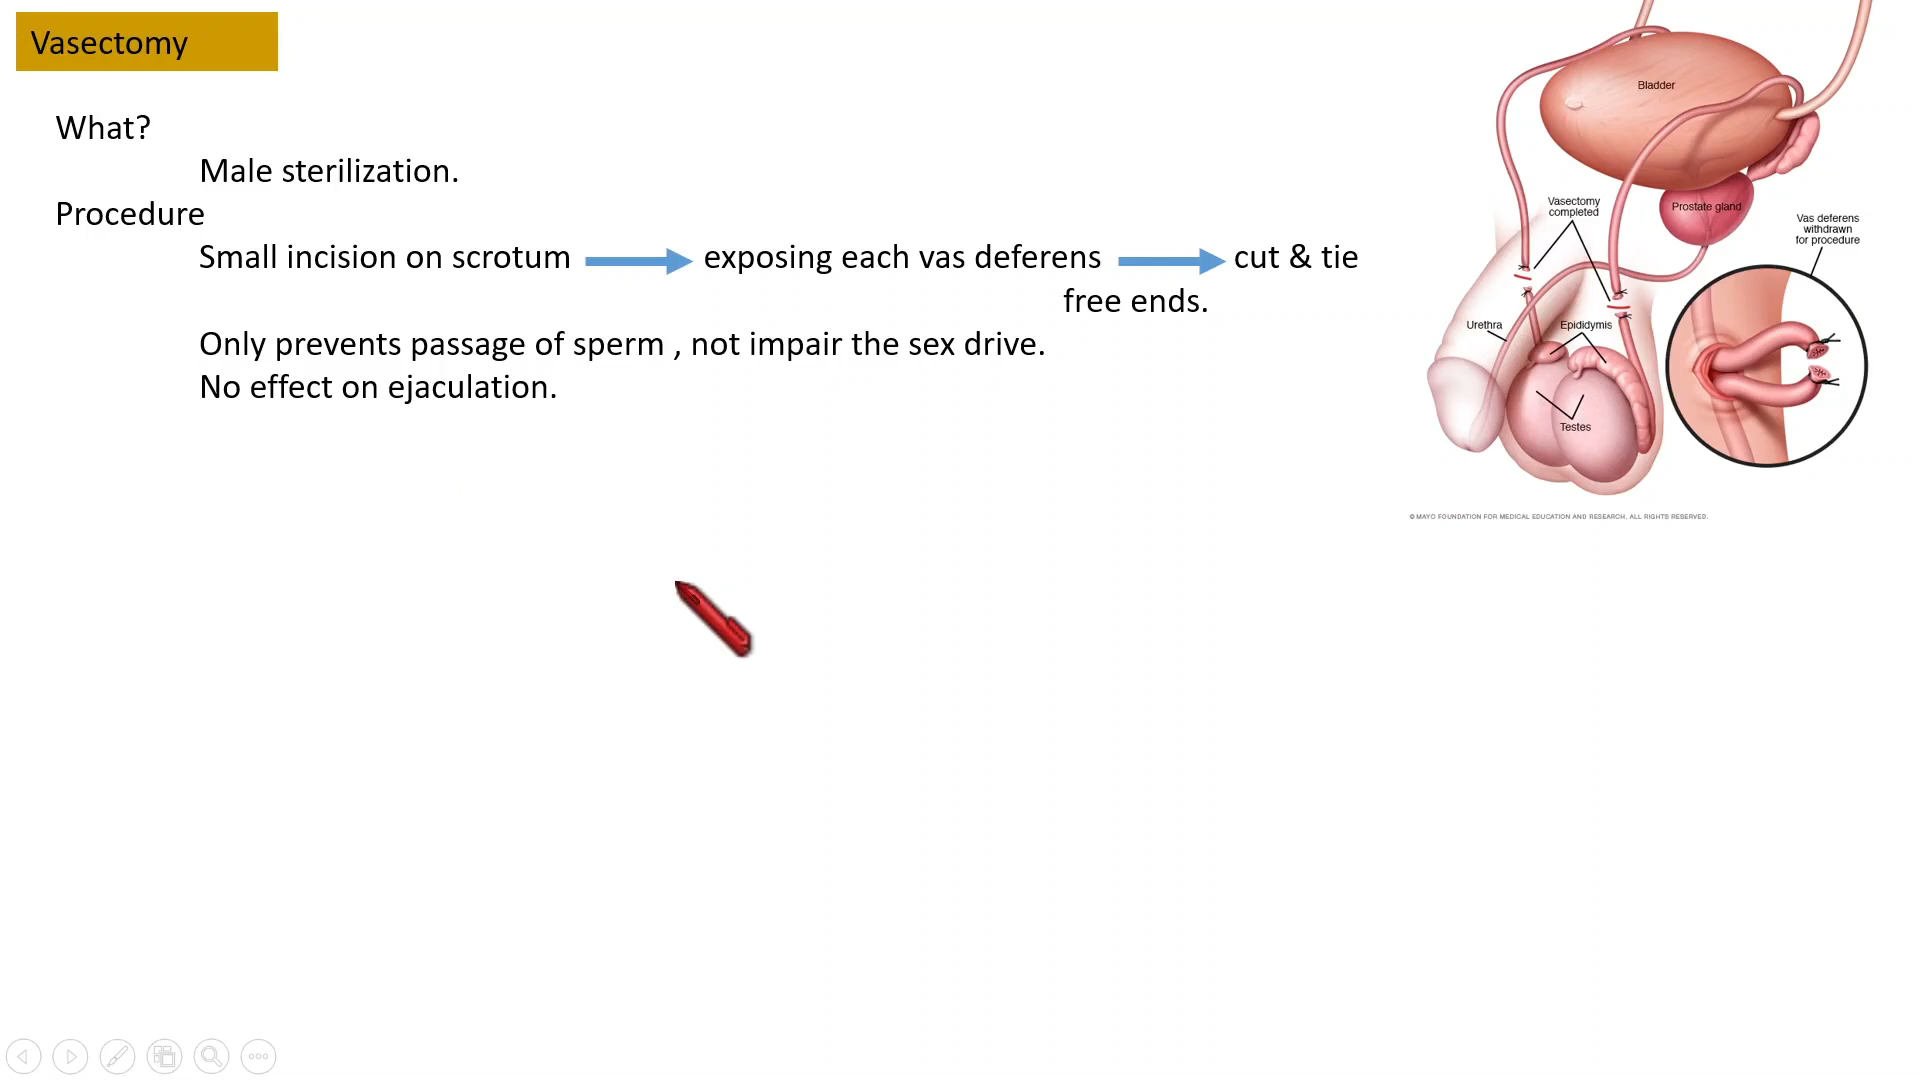 Vasectomy
What?
Male sterilization.
Procedure
Small incision on scrotum exposing each vas deferens cut & tie
free ends.
Only prevents passage of sperm , not impair the sex drive.
No effect on ejaculation.
Bladder
Vasectomy
completed
Prostate gland
Vas deferens
withdrawn
for procedure
Urethra
Epididymis
Testes
© MAYO FOUNDATION FOR MEDICAL EDUCATION AND RESEARCH. ALL RIGHTS RESERVED.